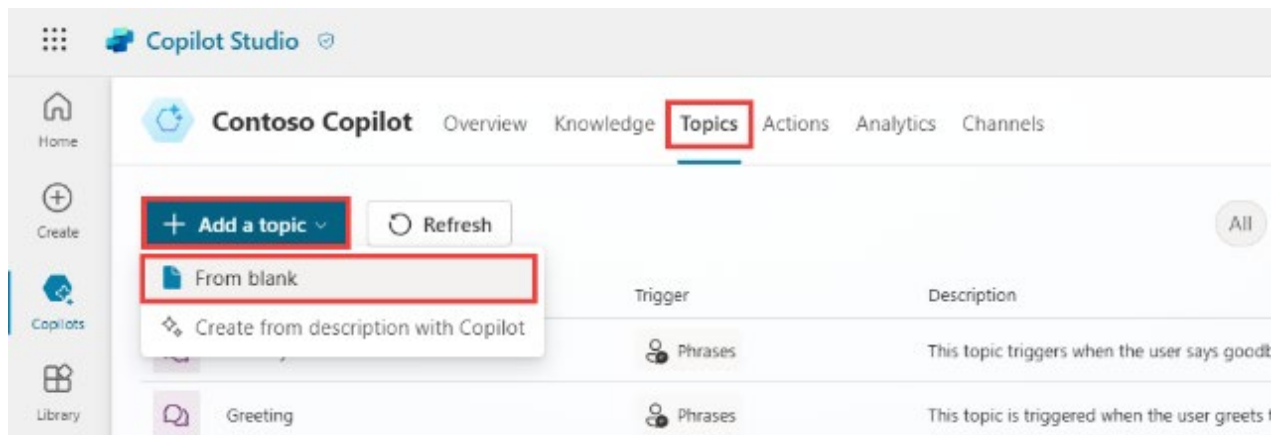 Copilot Studio
Home
Create
Copilots
Library
Contoso Copilot Overview Knowledge Topics Actions Analytics Channels
+ Add a topic Refresh All
From blank
Create from description with Copilot
Trigger Description
Phrases This topic triggers when the user says
Greeting Phrases This topic is triggered when the user greets